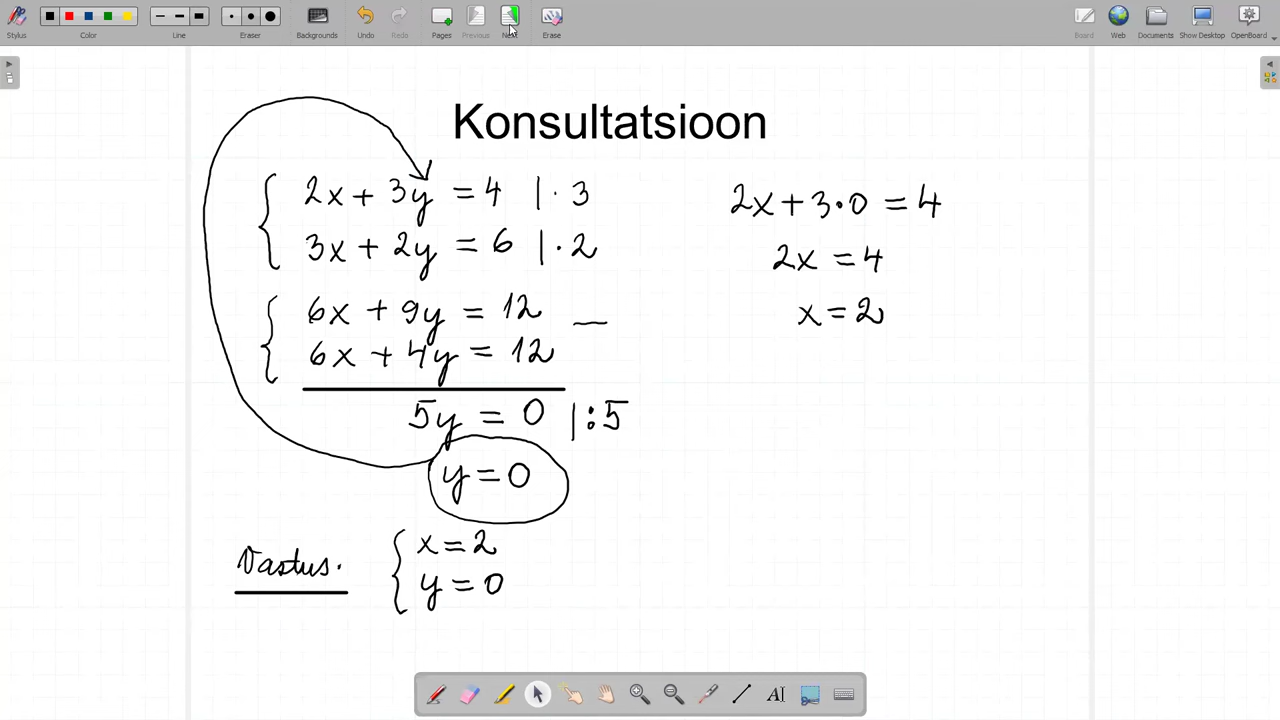 Stylus Color Line Eraser Backgrounds Undo Redo Pages Previous Next Erase Board Web Documents Show Desktop OpenBoard
Konsultatsioon
2x + 3y = 4 | · 3
3x + 2y = 6 | · 2
6x + 9y = 12 —
6x + 4y = 12
5y = 0 | : 5
y = 0
Vastus. x = 2
y = 0
2x + 3 · 0 = 4
2x = 4
x = 2
AI